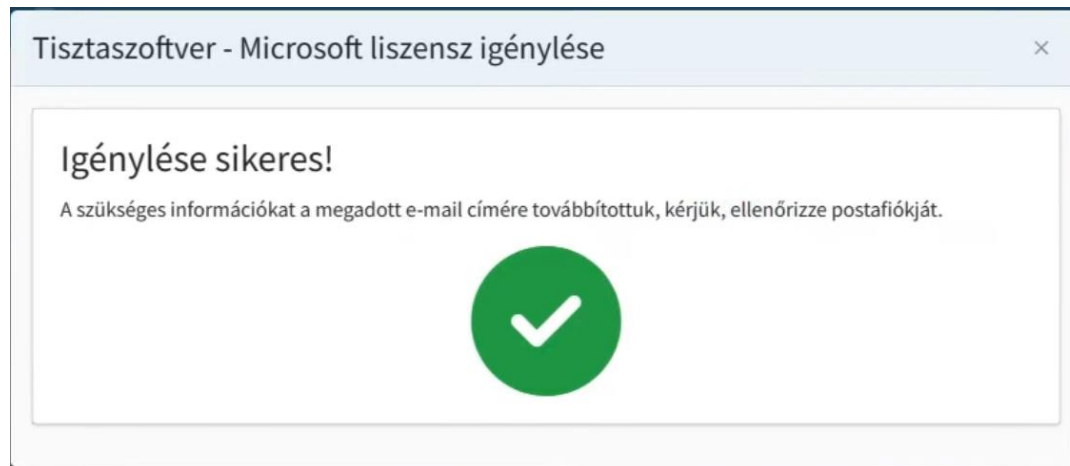 Tisztaszoftver - Microsoft liszensz igénylése
Igénylése sikeres!
A szükséges információkat a megadott e-mail címére továbbítottuk, kérjük, ellenőrizze postafiókját.